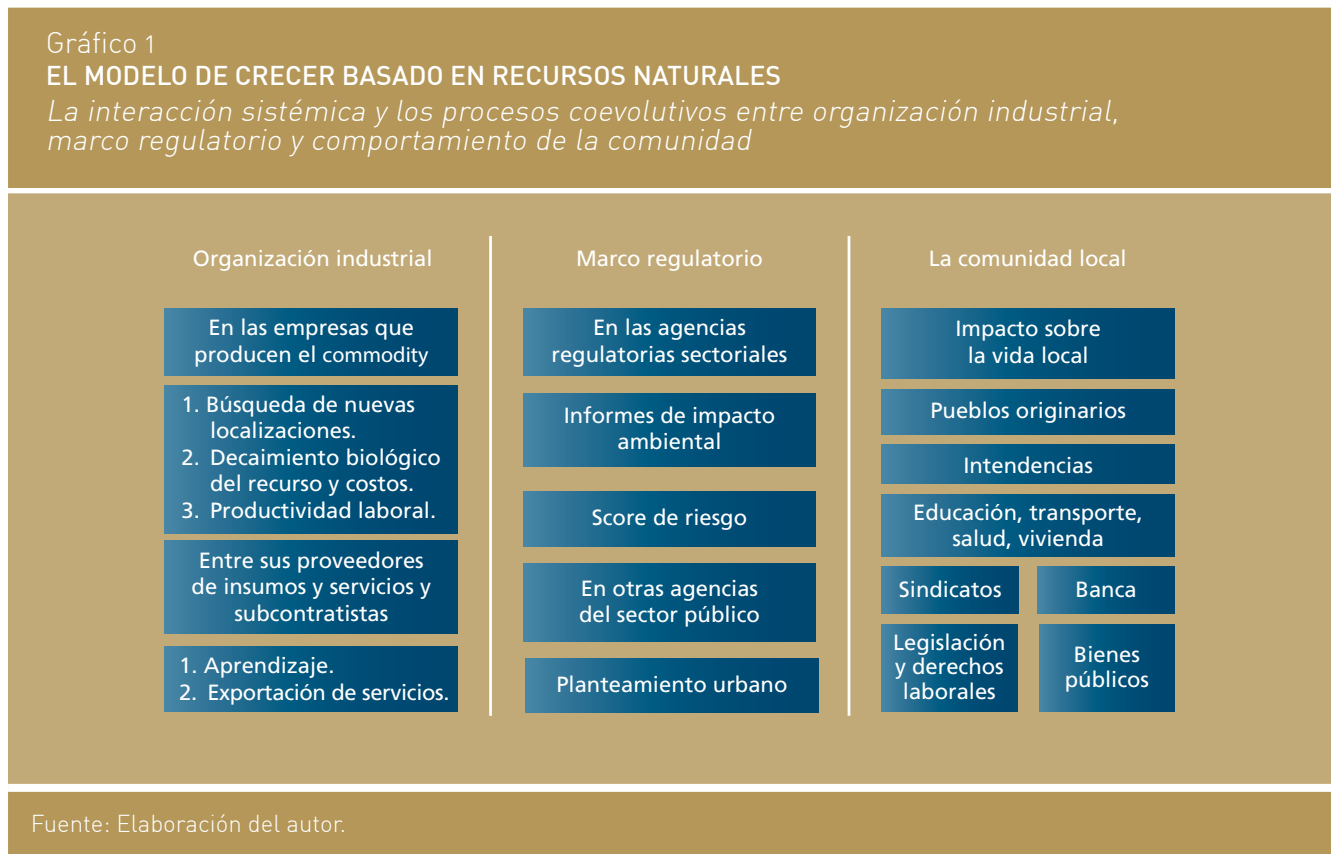 Gráfico 1
EL MODELO DE CRECER BASADO EN RECURSOS NATURALES
La interacción sistémica y los procesos coevolutivos entre organización industrial,
marco regulatorio y comportamiento de la comunidad
Organización industrial
En las empresas que
producen el commodity
1. Búsqueda de nuevas
localizaciones.
2. Decaimiento biológico
del recurso y costos.
3. Productividad laboral.
Entre sus proveedores
de insumos y servicios y
subcontratistas
1. Aprendizaje.
2. Exportación de servicios.
Marco regulatorio
En las agencias
regulatorias sectoriales
Informes de impacto
ambiental
Score de riesgo
En otras agencias
del sector público
Planteamiento urbano
La comunidad local
Impacto sobre
la vida local
Pueblos originarios
Intendencias
Educación, transporte,
salud, vivienda
Sindicatos
Banca
Legislación
y derechos
laborales
Bienes
públicos
Fuente: Elaboración del autor.